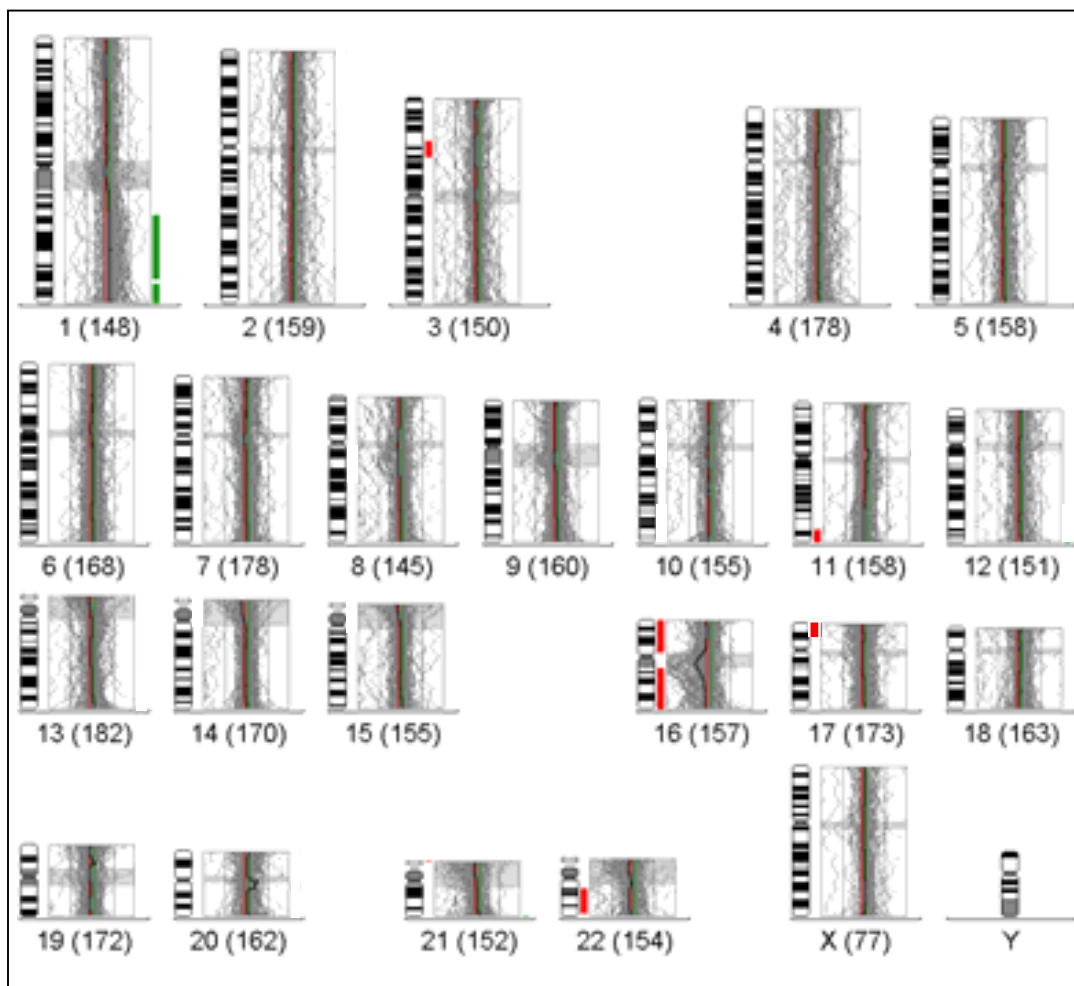 1 (148) 2 (159) 3 (150) 4 (178) 5 (158)
6 (168) 7 (178) 8 (145) 9 (160) 10 (155) 11 (158) 12 (151)
13 (182) 14 (170) 15 (155) 16 (157) 17 (173) 18 (163)
19 (172) 20 (162) 21 (152) 22 (154) X (77) Y